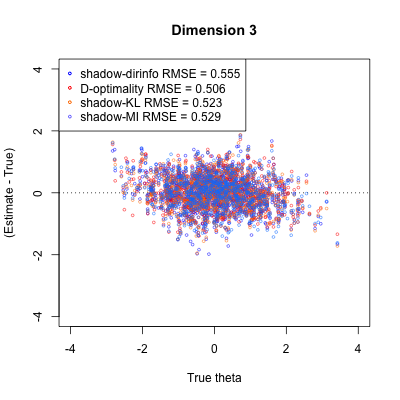 Dimension 3
shadow-dirinfo RMSE = 0.555
D-optimality RMSE = 0.506
shadow-KL RMSE = 0.523
shadow-MI RMSE = 0.529
(Estimate - True)
4
2
0
-2
-4
-4 -2 0 2 4
True theta